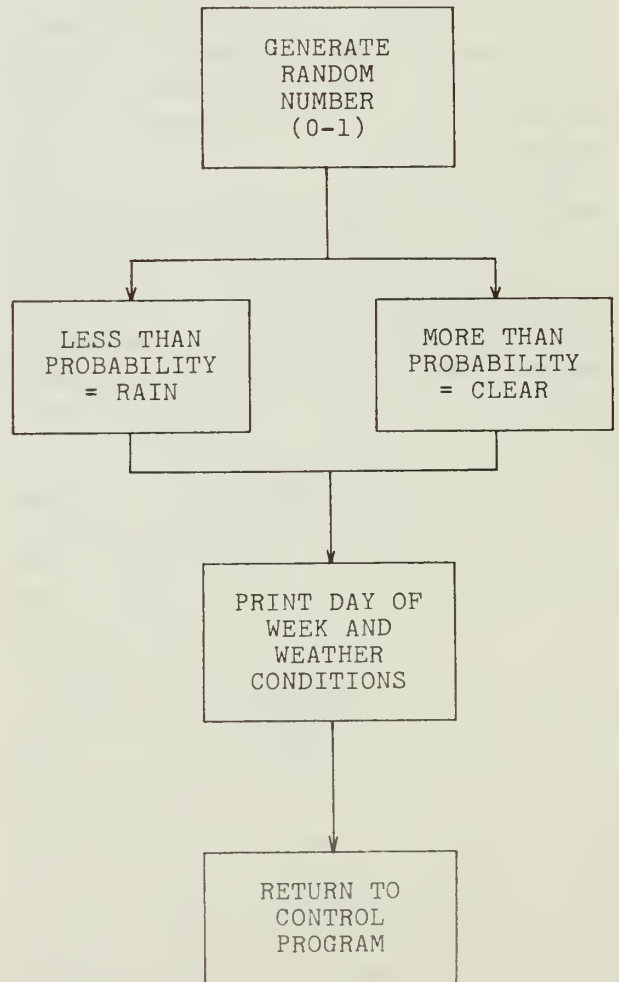 GENERATE
RANDOM
NUMBER
(0-1)
LESS THAN
PROBABILITY
= RAIN
MORE THAN
PROBABILITY
= CLEAR
PRINT DAY OF
WEEK AND
WEATHER
CONDITIONS
RETURN TO
CONTROL
PROGRAM